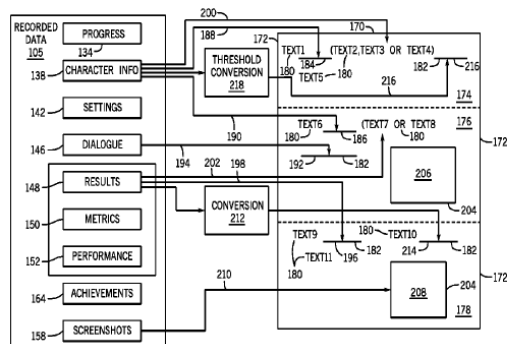 RECORDED
DATA
105
PROGRESS
134
138
CHARACTER INFO
SETTINGS
142
DIALOGUE
146
RESULTS
148
METRICS
150
PERFORMANCE
152
ACHIEVEMENTS
164
SCREENSHOTS
158
200
188
THRESHOLD
CONVERSION
218
190
194
202
198
CONVERSION
212
210
170
172
TEXT1
(TEXT2,TEXT3 OR TEXT4)
180
184
180
TEXT5
182
216
216
174
TEXT6
(TEXT7 OR TEXT8
176
180
186
180
172
192
182
206
204
TEXT9
180
TEXT10
182
214
182
196
TEXT11
180
172
208
204
178